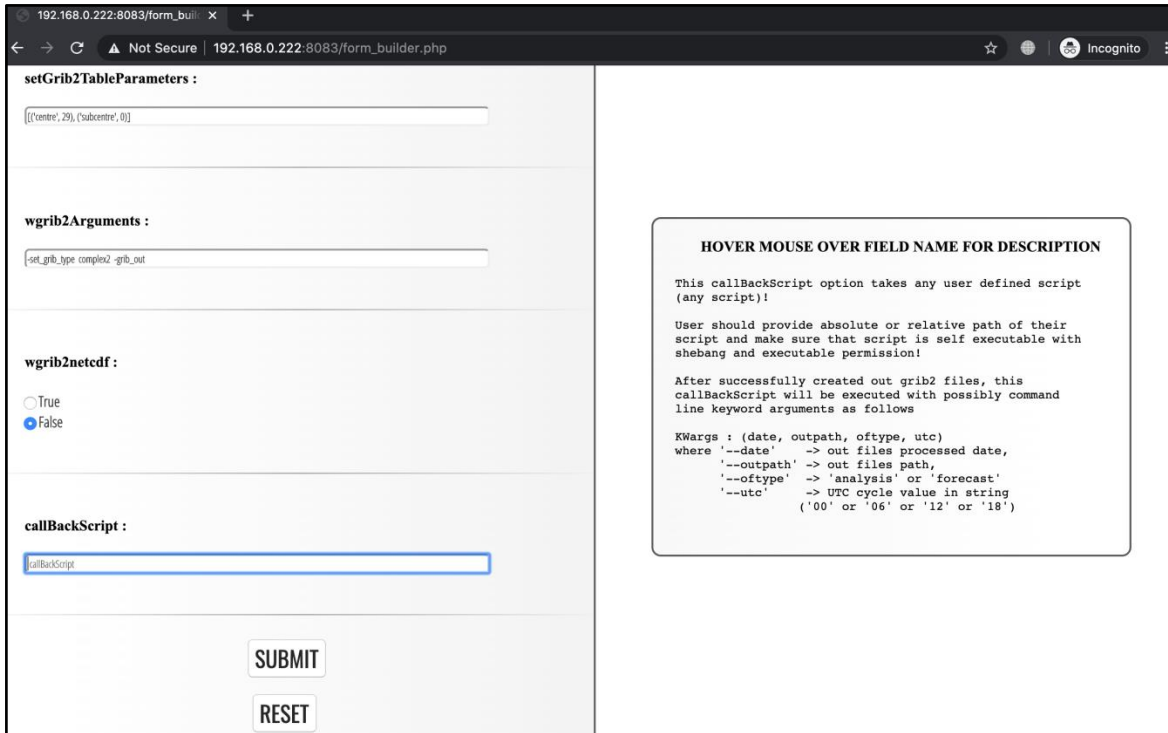 192.168.0.222:8083/form_buil
Not Secure | 192.168.0.222:8083/form_builder.php
Incognito
setGrib2TableParameters :
[('centre', 29), ('subcentre', 0)]
wgrib2Arguments :
-set_grib_type complex2 -grib_out
wgrib2netcdf :
True
False
callBackScript :
callBackScript
SUBMIT
RESET
HOVER MOUSE OVER FIELD NAME FOR DESCRIPTION
This callBackScript option takes any user defined script
(any script)!
User should provide absolute or relative path of their
script and make sure that script is self executable with
shebang and executable permission!
After successfully created out grib2 files, this
callBackScript will be executed with possibly command
line keyword arguments as follows
KWargs : (date, outpath, oftype, utc)
where '--date' -> out files processed date,
'--outpath' -> out files path,
'--oftype' -> 'analysis' or 'forecast'
'--utc' -> UTC cycle value in string
('00' or '06' or '12' or '18')